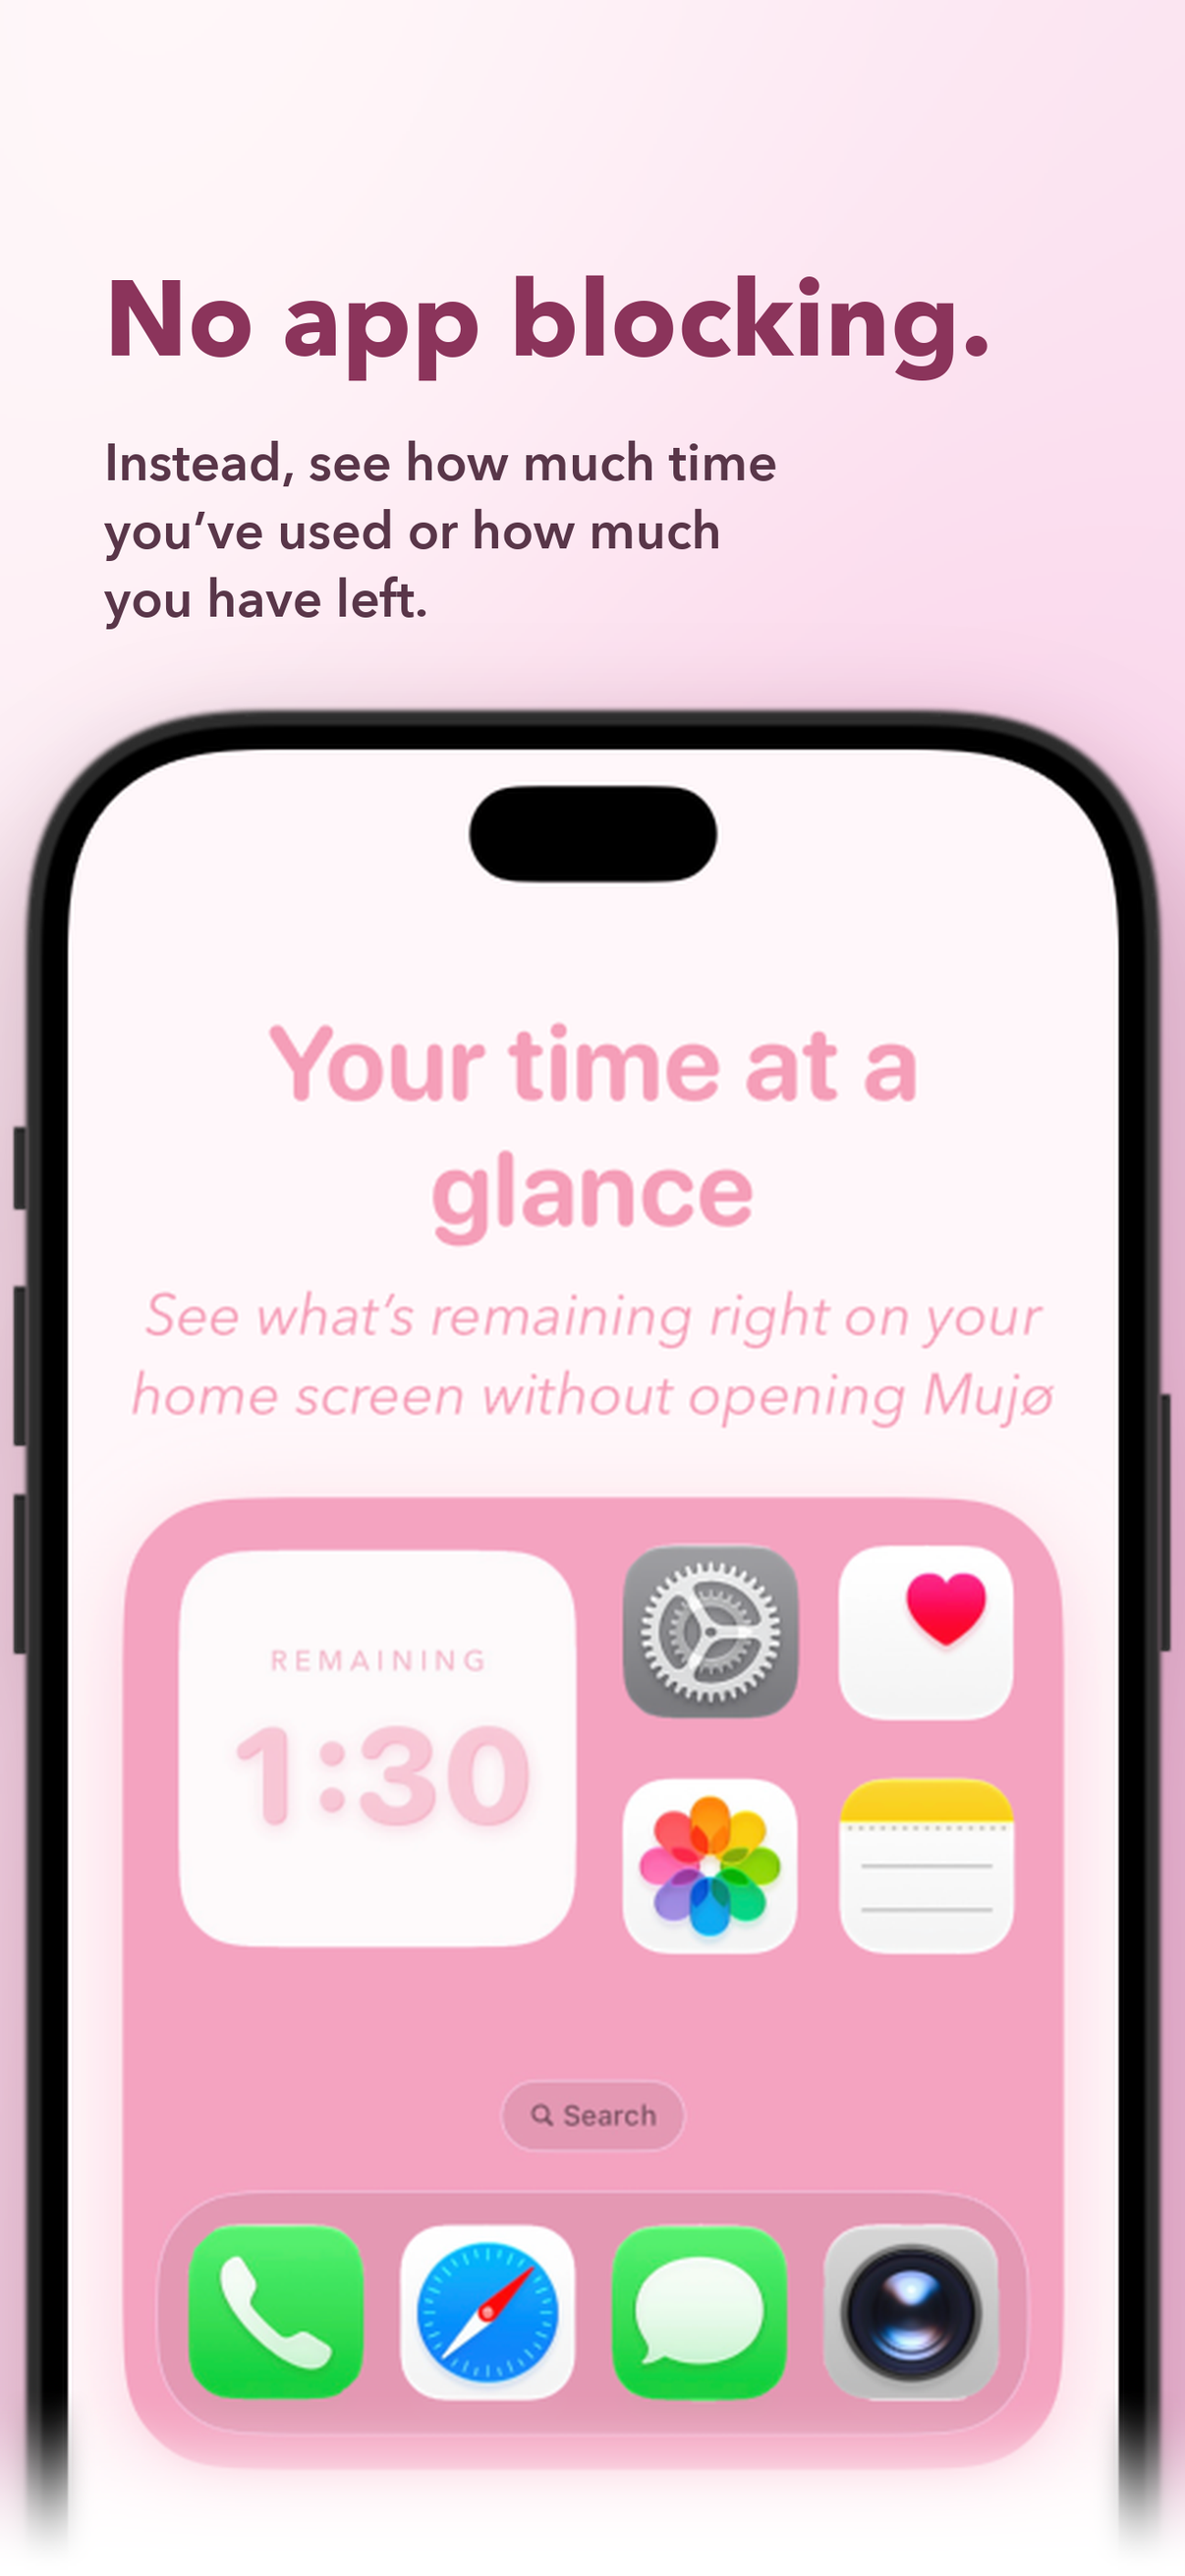 No app blocking.
Instead, see how much time
you’ve used or how much
you have left.
Your time at a
glance
See what’s remaining right on your
home screen without opening Mujø
REMAINING
1:30
Search